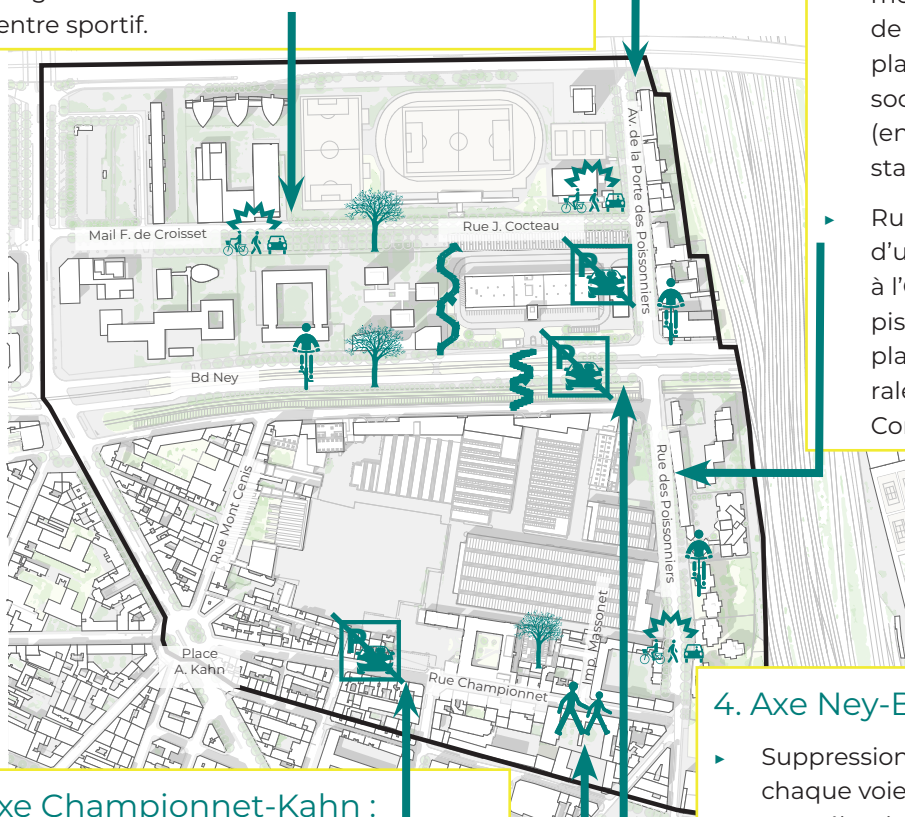 entre sportif.
de
pla
soc
(en
sta
► Ru
d'u
à l'
pis
pla
rale
Co
Av. de la Porte des Poissonniers
Mail F. de Croisset
Rue J. Cocteau
P
P
Bd Ney
Rue Mont Cenis
Rue des Poissonniers
Imp. Massonet
P
Place
A. Kahn
Rue Championnet
4. Axe Ney-
► Suppression
chaque voie
xe Championnet-Kahn :